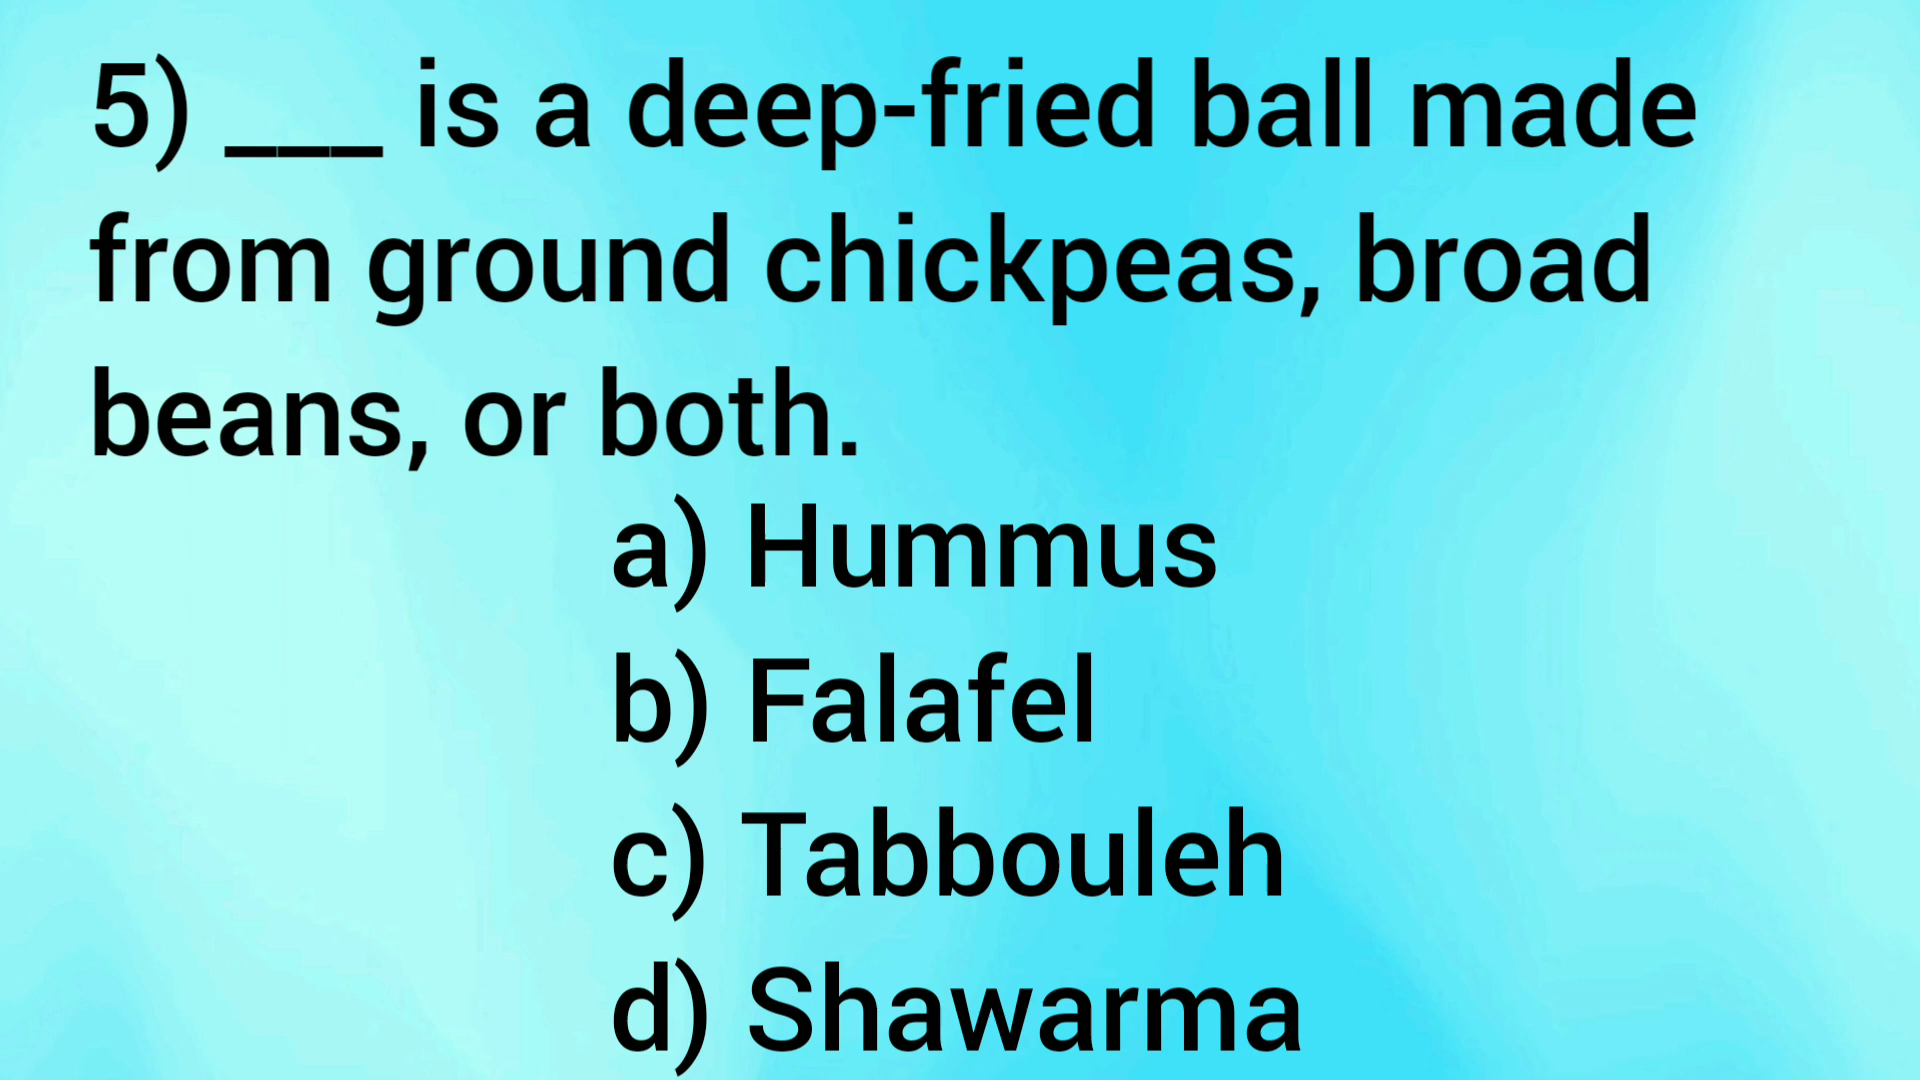 5) ___ is a deep-fried ball made
from ground chickpeas, broad
beans, or both.
a) Hummus
b) Falafel
c) Tabbouleh
d) Shawarma